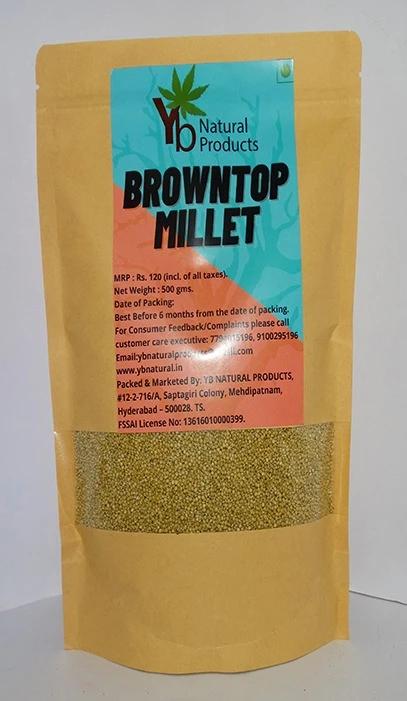 Yb Natural
Products
BROWNTOP
MILLET
MRP : Rs. 120 (incl. of all taxes).
Net Weight : 500 gms.
Date of Packing:
Best Before 6 months from the date of packing.
For Consumer Feedback/Complaints please call
customer care executive: 9100295196
www.ybnatural.in
Packed & Marketed By: YB NATURAL PRODUCTS,
#12-2-716/A, Saptagiri Colony, Mehdipatnam,
Hyderabad – 500028. TS.
FSSAI License No: 13616010000399.